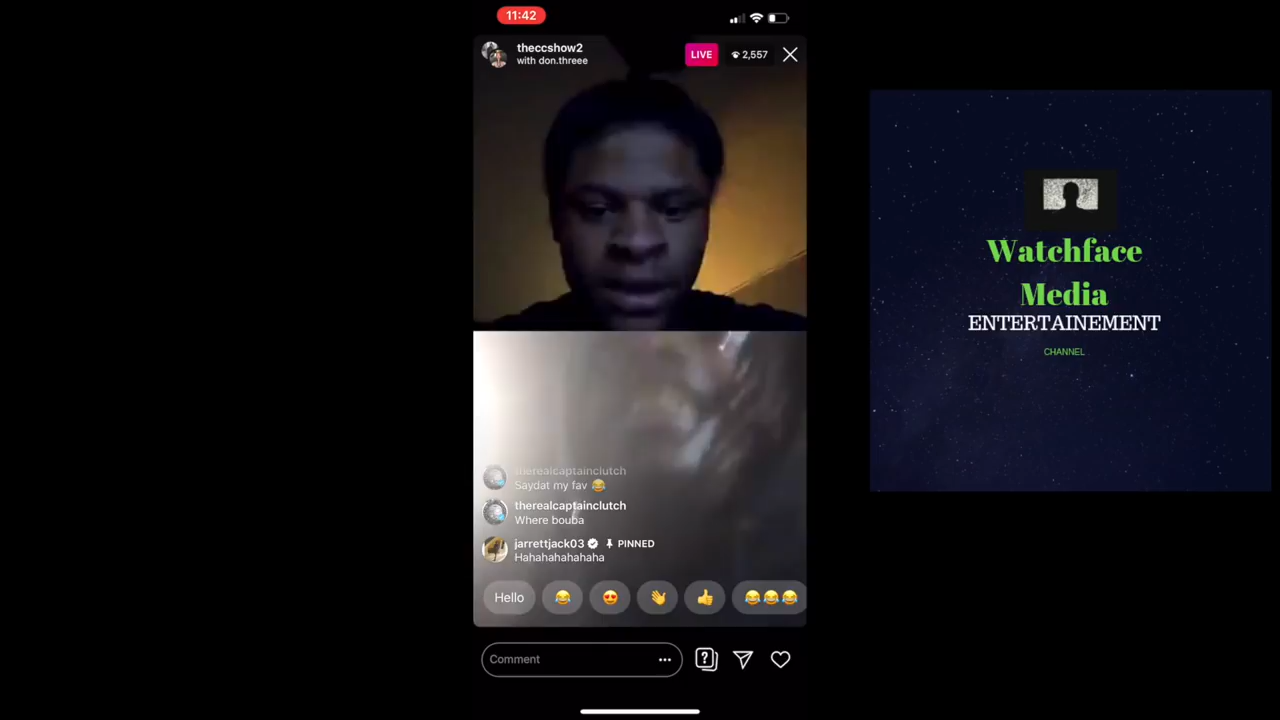 11:42
theccshow2
with don.threee
LIVE
2,557
therealcaptainclutch
Saydat my fav 😂
therealcaptainclutch
Where bouba
jarrettjack03 PINNED
Hahahahahahaha
Hello 😂 😍 👋 👍 😂😂😂
Comment
Watchface
Media
ENTERTAINEMENT
CHANNEL